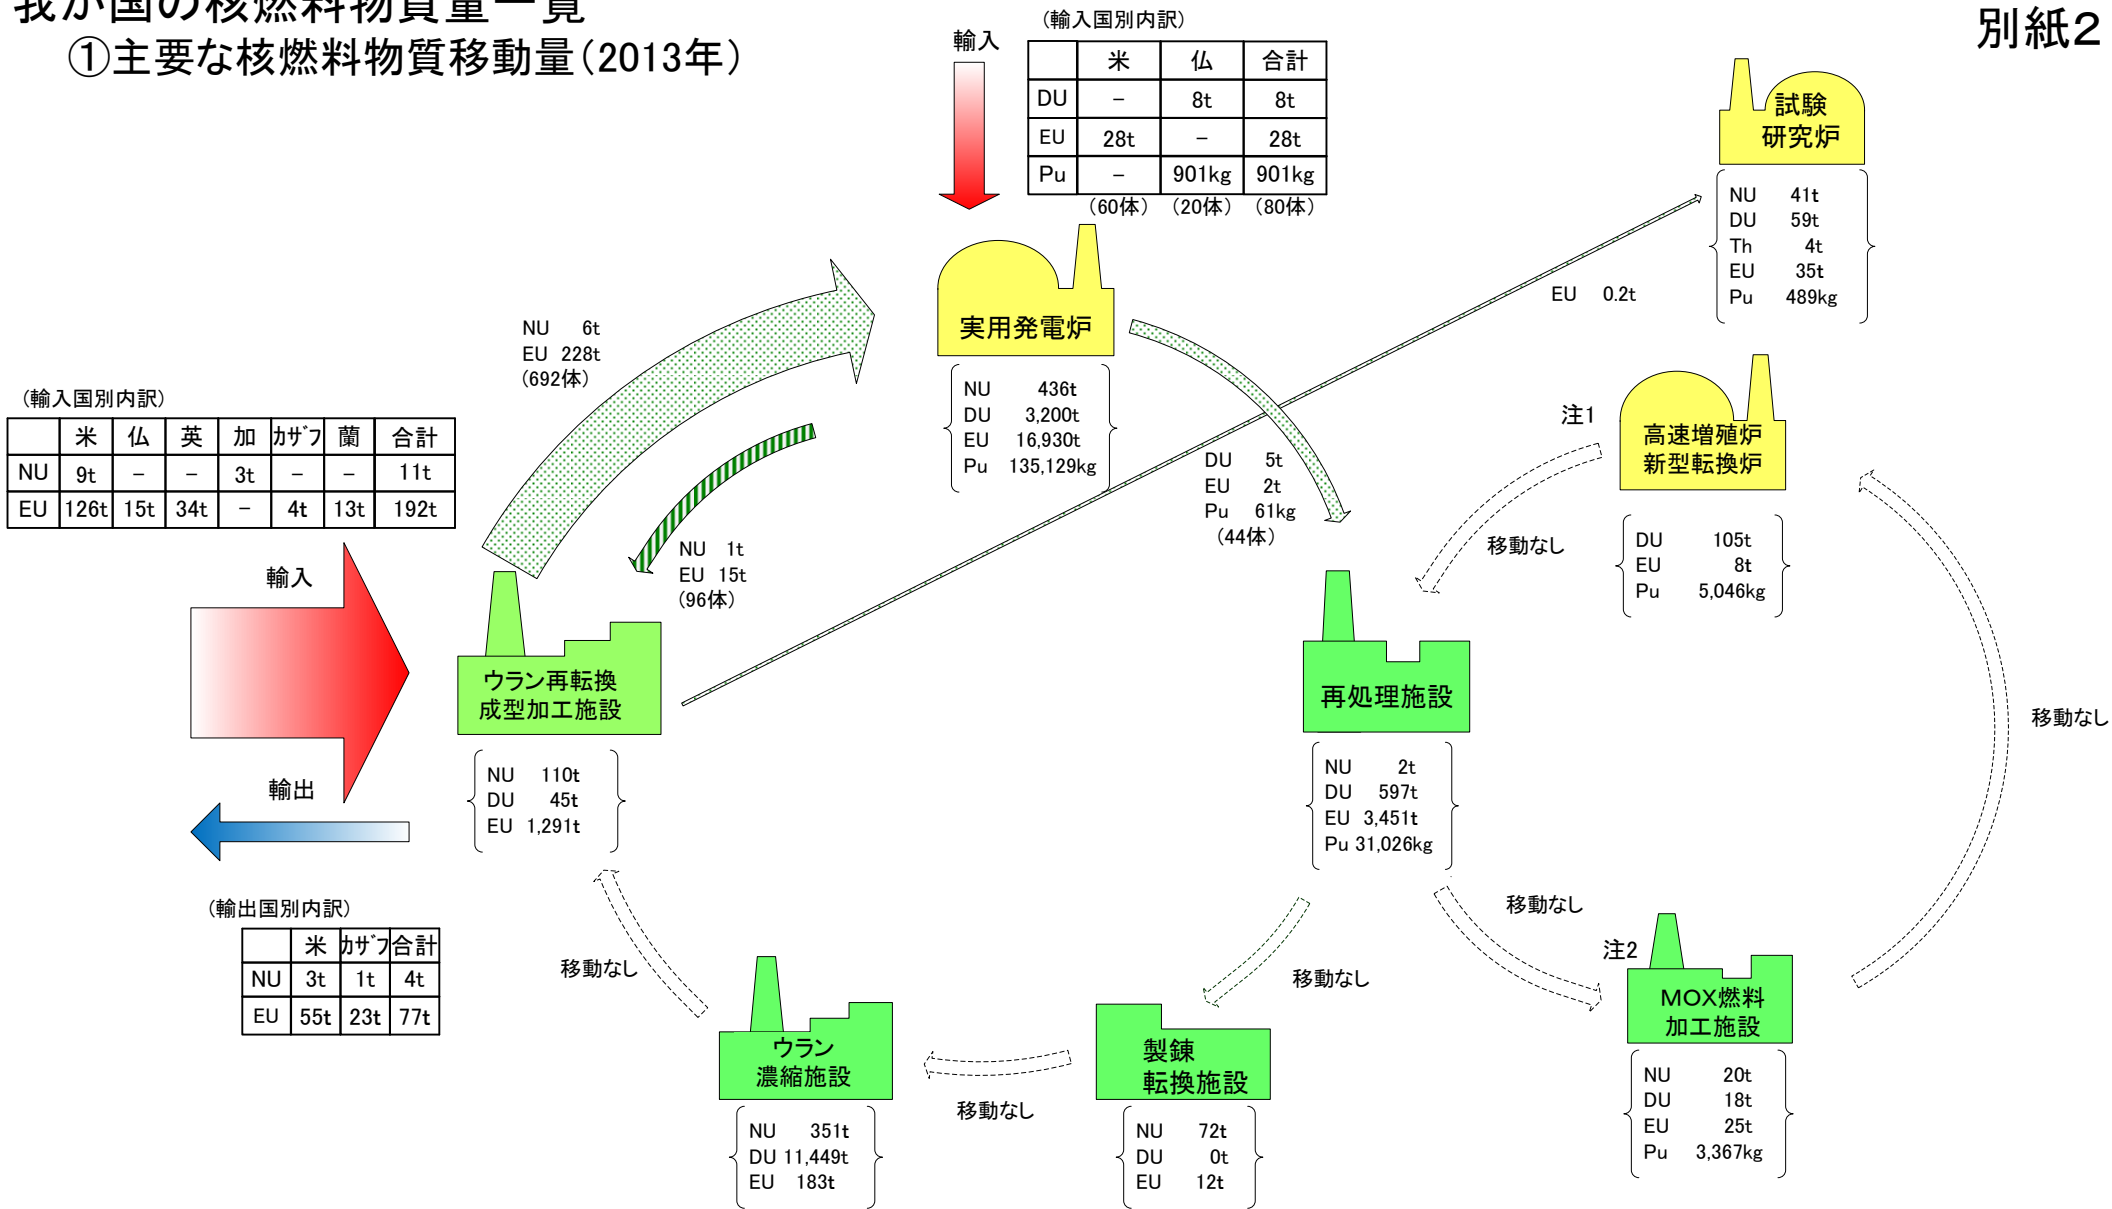 我が国の核燃料物質量一覧
別紙2
①主要な核燃料物質移動量(2013年)
輸入
(輸入国別内訳)
米 仏 合計
DU − 8t 8t
EU 28t − 28t
Pu − 901kg 901kg
(60体) (20体) (80体)
試験
研究炉
NU 41t
DU 59t
Th 4t
EU 35t
Pu 489kg
EU 0.2t
NU 6t
EU 228t
(692体)
実用発電炉
NU 436t
DU 3,200t
EU 16,930t
Pu 135,129kg
(輸入国別内訳)
米 仏 英 加 ｶｻﾞﾌ 蘭 合計
NU 9t − − 3t − − 11t
EU 126t 15t 34t − 4t 13t 192t
輸入
NU 1t
EU 15t
(96体)
DU 5t
EU 2t
Pu 61kg
(44体)
注1
高速増殖炉
新型転換炉
移動なし
DU 105t
EU 8t
Pu 5,046kg
ウラン再転換
成型加工施設
NU 110t
DU 45t
EU 1,291t
輸出
(輸出国別内訳)
米 ｶｻﾞﾌ 合計
NU 3t 1t 4t
EU 55t 23t 77t
再処理施設
NU 2t
DU 597t
EU 3,451t
Pu 31,026kg
移動なし
移動なし
移動なし
移動なし
注2
MOX燃料
加工施設
NU 20t
DU 18t
EU 25t
Pu 3,367kg
ウラン
濃縮施設
NU 351t
DU 11,449t
EU 183t
移動なし
製錬
転換施設
NU 72t
DU 0t
EU 12t